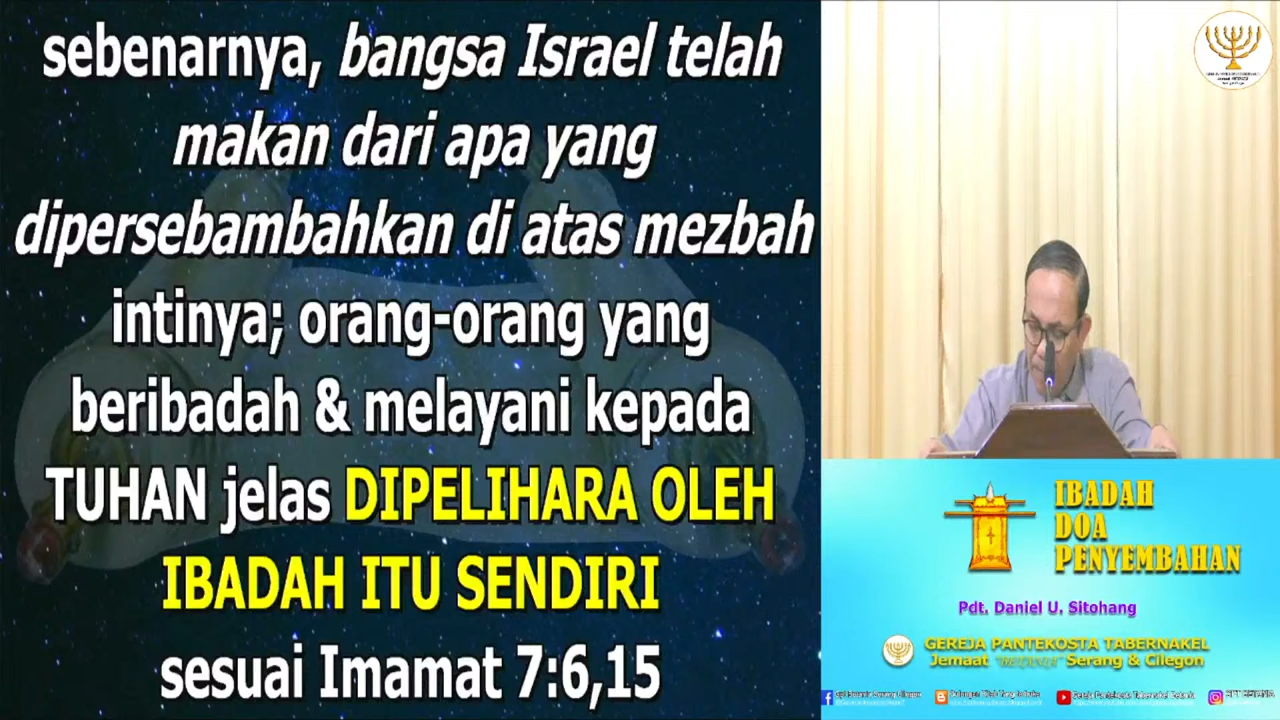 sebenarnya, bangsa Israel telah
makan dari apa yang
dipersebambahkan di atas mezbah
intinya; orang-orang yang
beribadah & melayani kepada
TUHAN jelas DIPELIHARA OLEH
IBADAH ITU SENDIRI
sesuai Imamat 7:6,15
IBADAH
DOA
PENYEMBAHAN
Pdt. Daniel U. Sitohang
GEREJA PANTEKOSTA TABERNAKEL
Jemaat "BETANIA" Serang & Cilegon